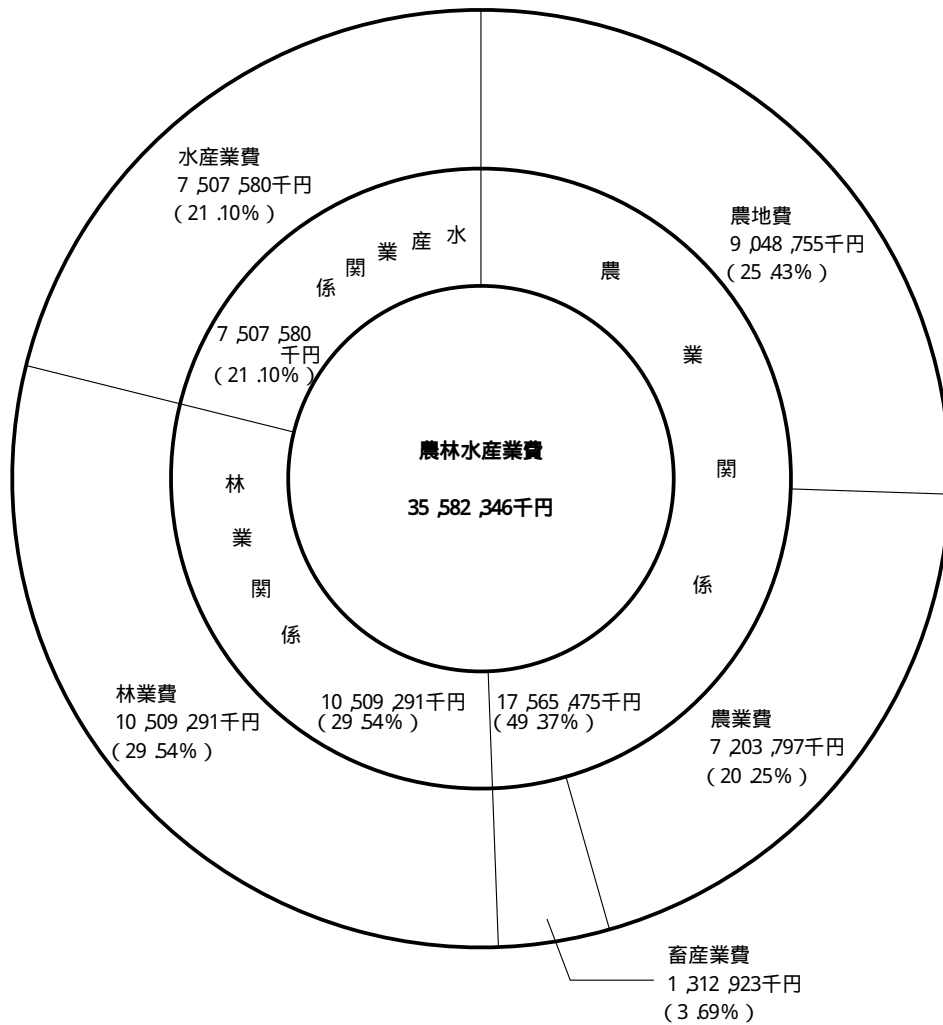 水産業費
7,507,580千円
(21.10%)
農地費
9,048,755千円
(25.43%)
水産業関係
7,507,580
千円
(21.10%)
農業関係
農林水産業費
35,582,346千円
林業関係
林業費
10,509,291千円
(29.54%)
10,509,291千円
(29.54%)
17,565,475千円
(49.37%)
農業費
7,203,797千円
(20.25%)
畜産業費
1,312,923千円
(3.69%)